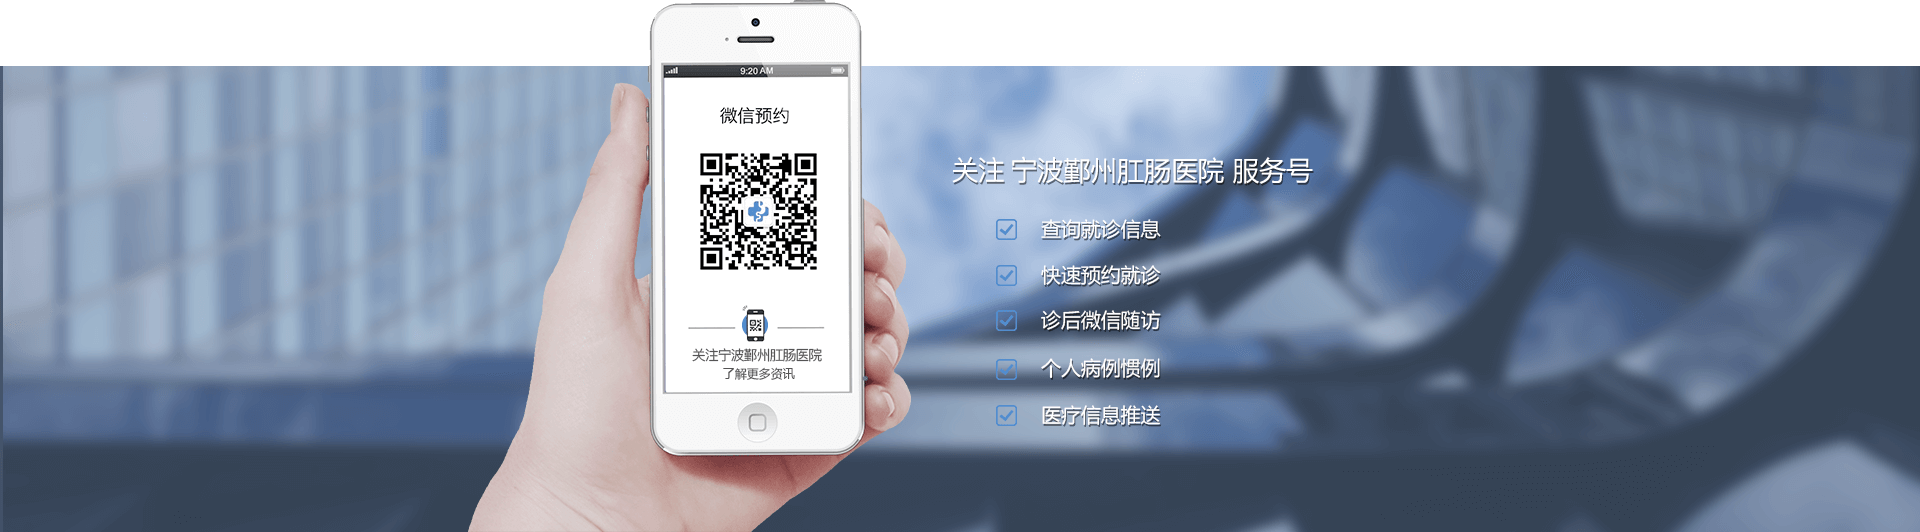 9:20 AM
微信预约
关注宁波鄞州肛肠医院
了解更多资讯
关注 宁波鄞州肛肠医院 服务号
查询就诊信息
快速预约就诊
诊后微信随访
个人病例惯例
医疗信息推送